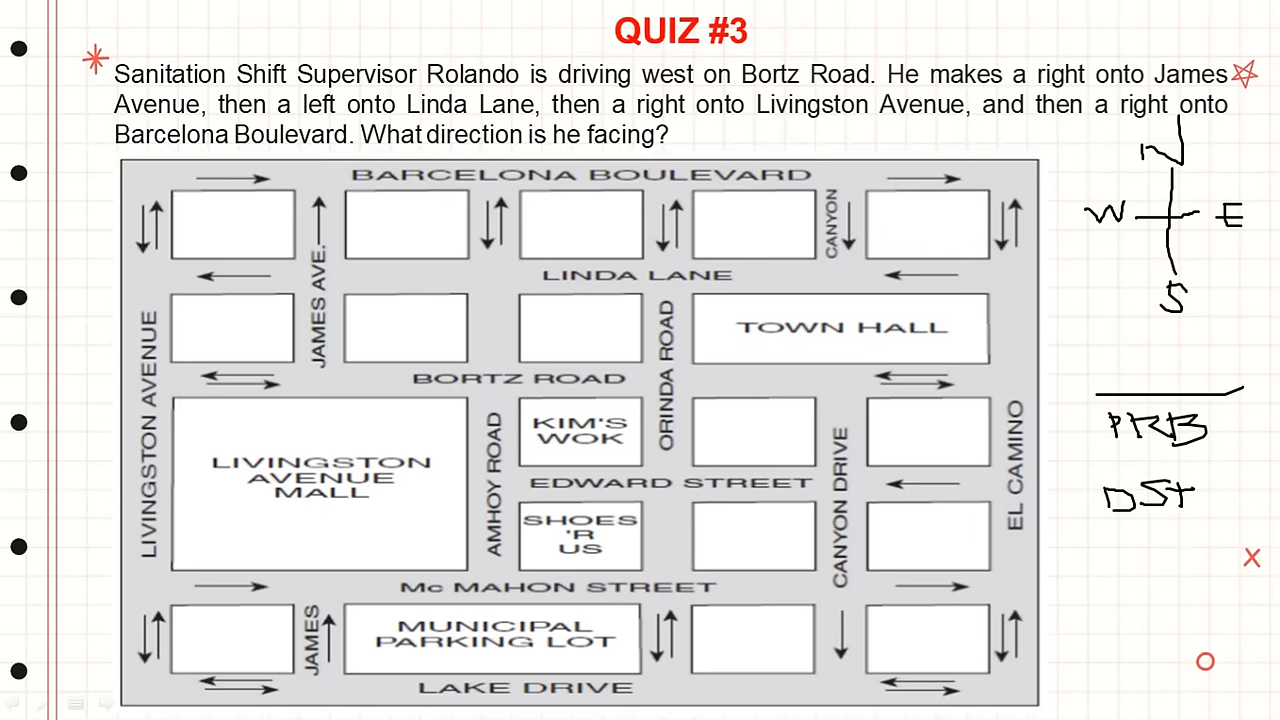 QUIZ #3
Sanitation Shift Supervisor Rolando is driving west on Bortz Road. He makes a right onto James
Avenue, then a left onto Linda Lane, then a right onto Livingston Avenue, and then a right onto
Barcelona Boulevard. What direction is he facing?
BARCELONA BOULEVARD
CANYON
N
W
E
S
LINDA LANE
JAMES AVE.
LIVINGSTON AVENUE
ORINDA ROAD
TOWN HALL
BORTZ ROAD
KIM'S
WOK
LIVINGSTON
AVENUE
MALL
AMHOY ROAD
EDWARD STREET
CANYON DRIVE
EL CAMINO
SHOES
'R
US
Mc MAHON STREET
JAMES
MUNICIPAL
PARKING LOT
LAKE DRIVE
PRB
DST